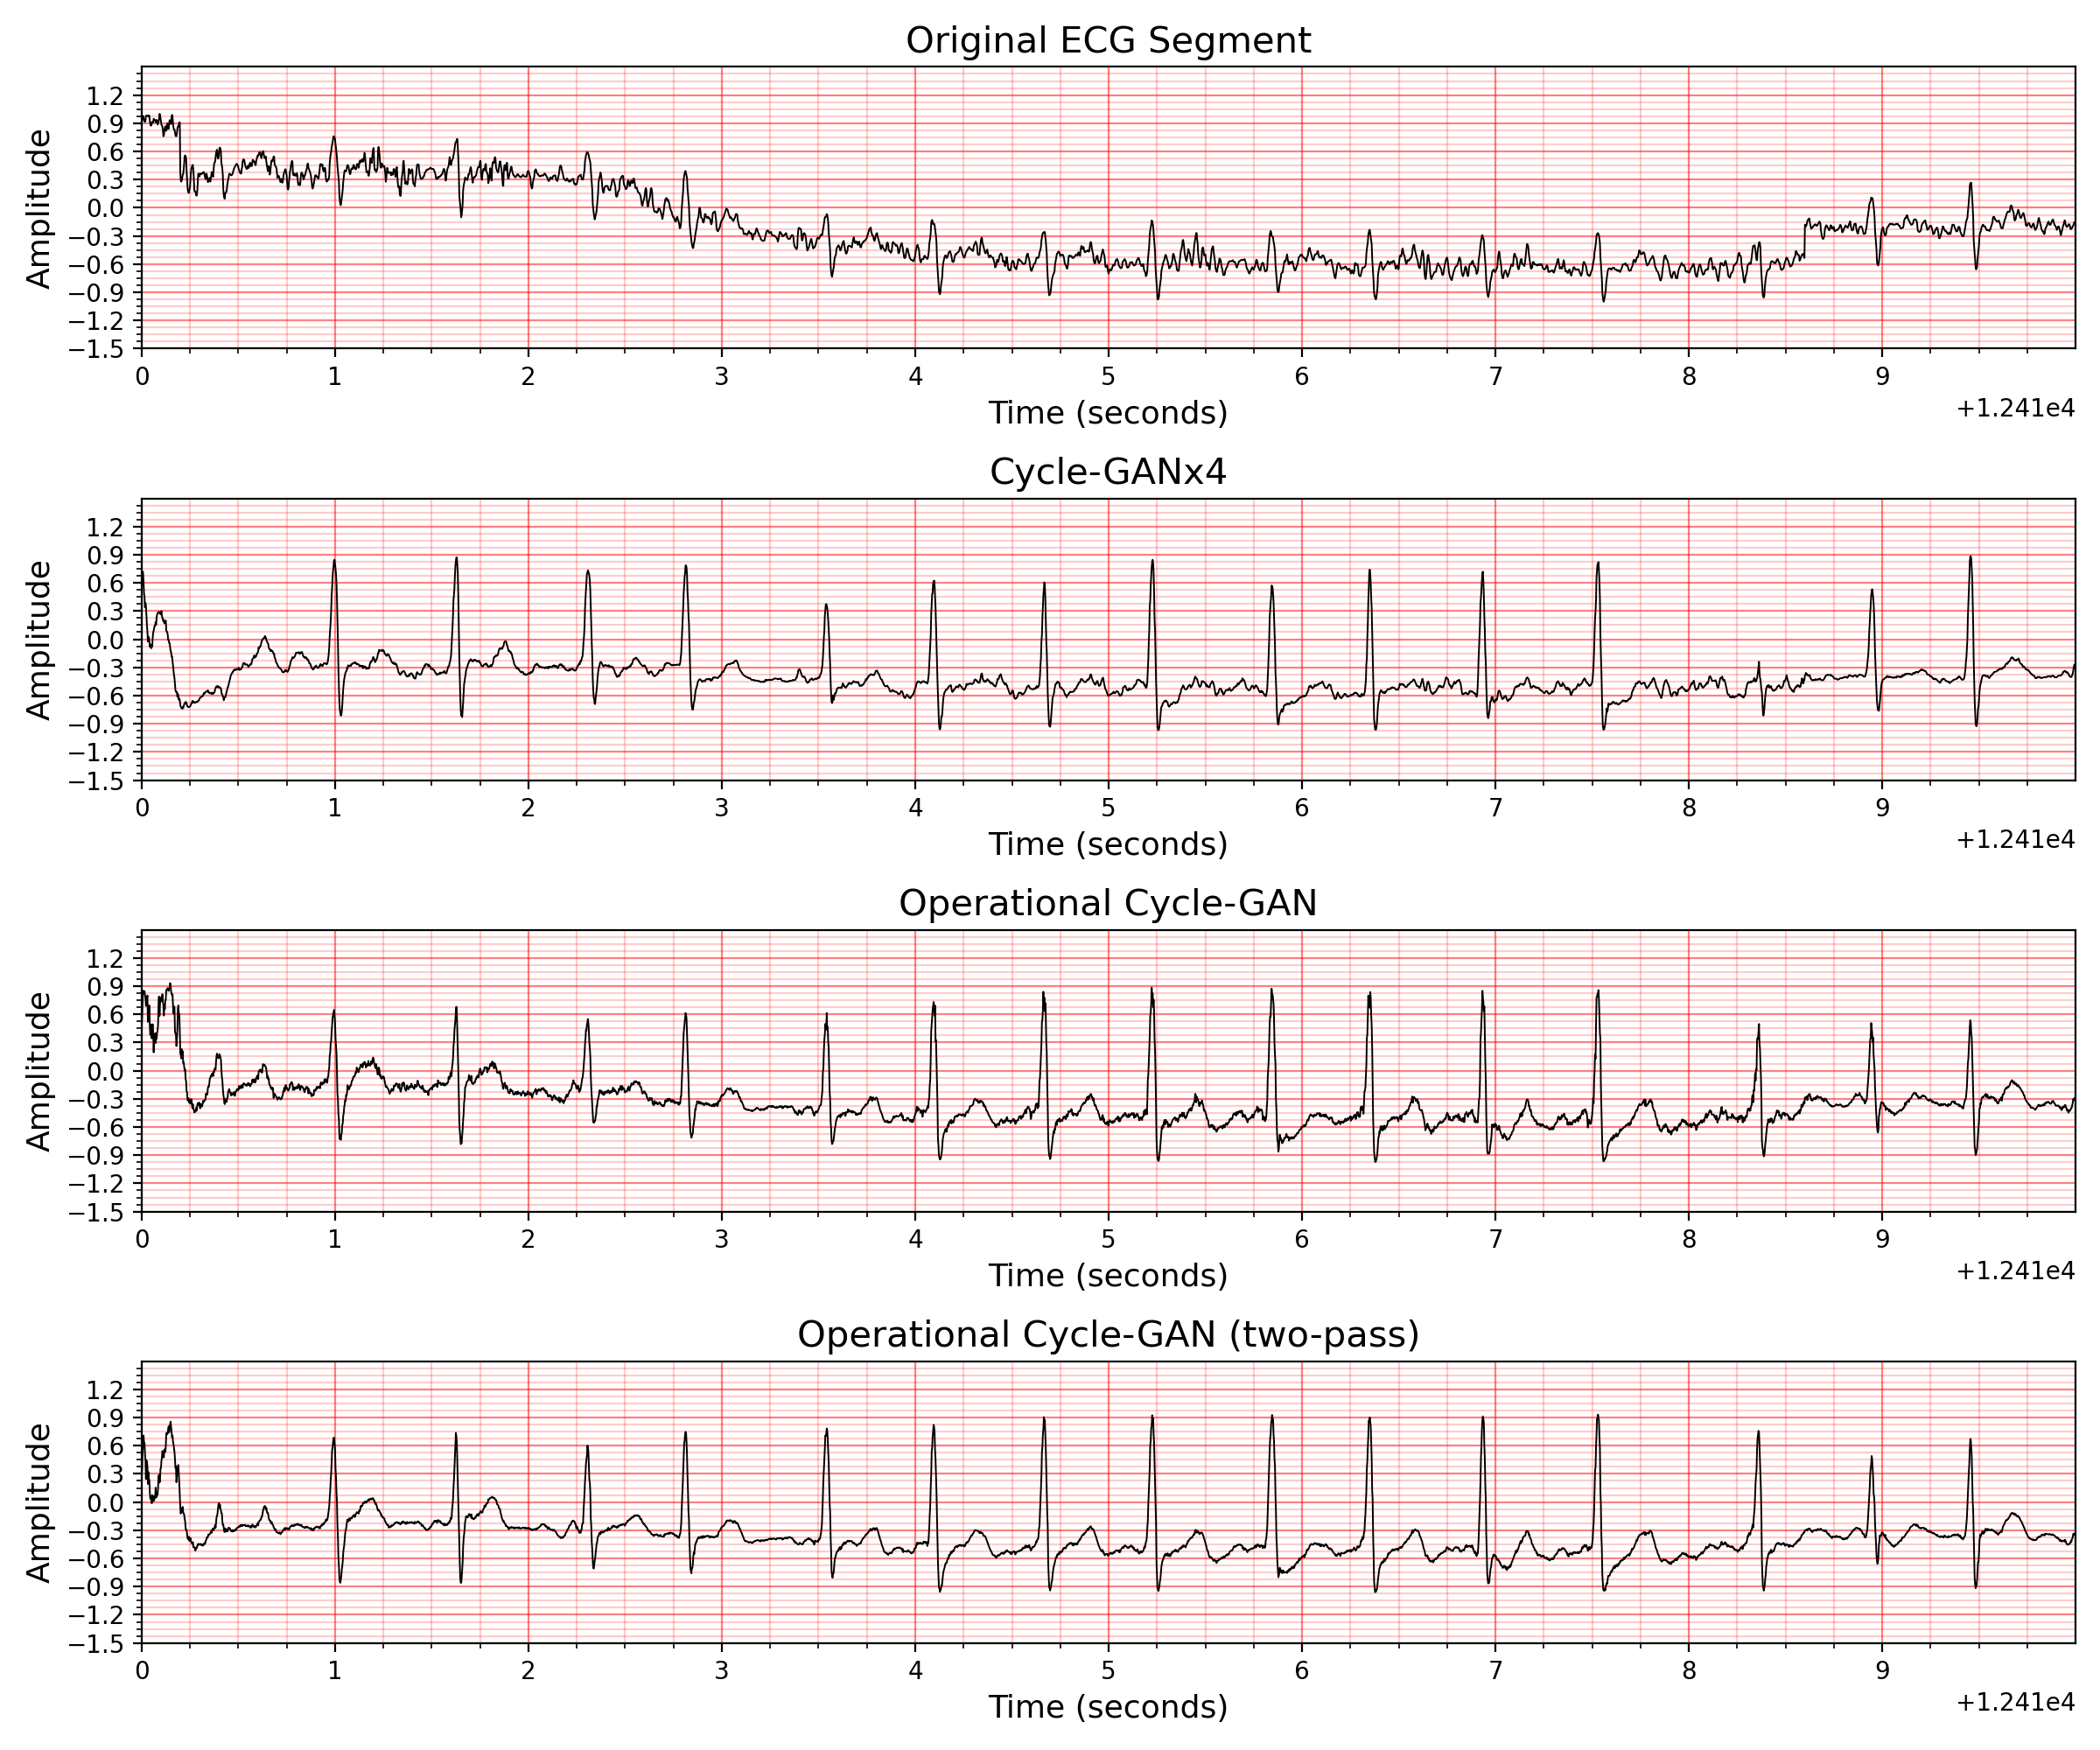 Original ECG Segment
Amplitude
1.2
0.9
0.6
0.3
0.0
−0.3
−0.6
−0.9
−1.2
−1.5
0 1 2 3 4 5 6 7 8 9
Time (seconds)
+1.241e4
Cycle-GANx4
Amplitude
1.2
0.9
0.6
0.3
0.0
−0.3
−0.6
−0.9
−1.2
−1.5
0 1 2 3 4 5 6 7 8 9
Time (seconds)
+1.241e4
Operational Cycle-GAN
Amplitude
1.2
0.9
0.6
0.3
0.0
−0.3
−0.6
−0.9
−1.2
−1.5
0 1 2 3 4 5 6 7 8 9
Time (seconds)
+1.241e4
Operational Cycle-GAN (two-pass)
Amplitude
1.2
0.9
0.6
0.3
0.0
−0.3
−0.6
−0.9
−1.2
−1.5
0 1 2 3 4 5 6 7 8 9
Time (seconds)
+1.241e4